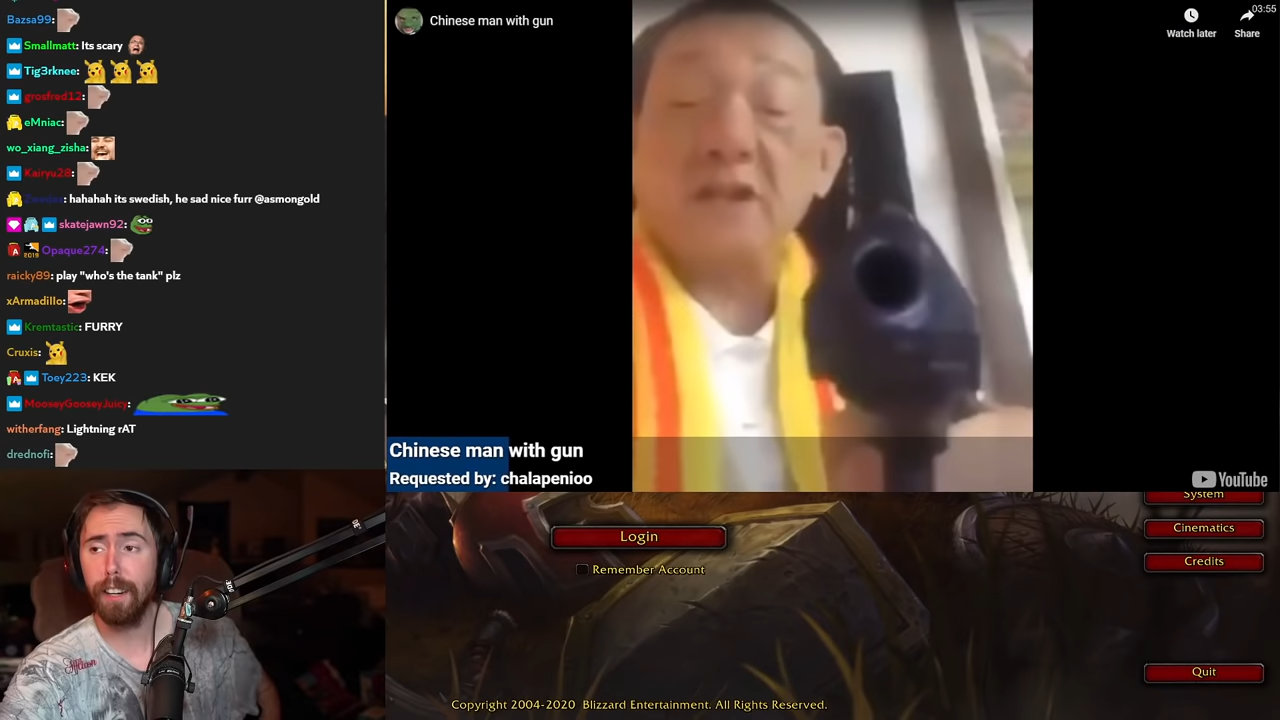 Bazsa99:
Smallmatt: Its scary
Tig3rknee:
grosfred12:
eMniac:
wo_xiang_zisha:
Kairyu28:
hahahah its swedish, he sad nice furr @asmongold
skatejawn92:
2019 Opaque274:
raicky89: play "who's the tank" plz
xArmadillo:
Kremtastic: FURRY
Cruxis:
Toey223: KEK
MooseyGooseyJuicy:
witherfang: Lightning rAT
drednofi:
Chinese man with gun
03:55
Watch later
Share
Chinese man with gun
Requested by: chalapenioo
YouTube
System
Login
Cinematics
Remember Account
Credits
Quit
Copyright 2004-2020 Blizzard Entertainment. All Rights Reserved.